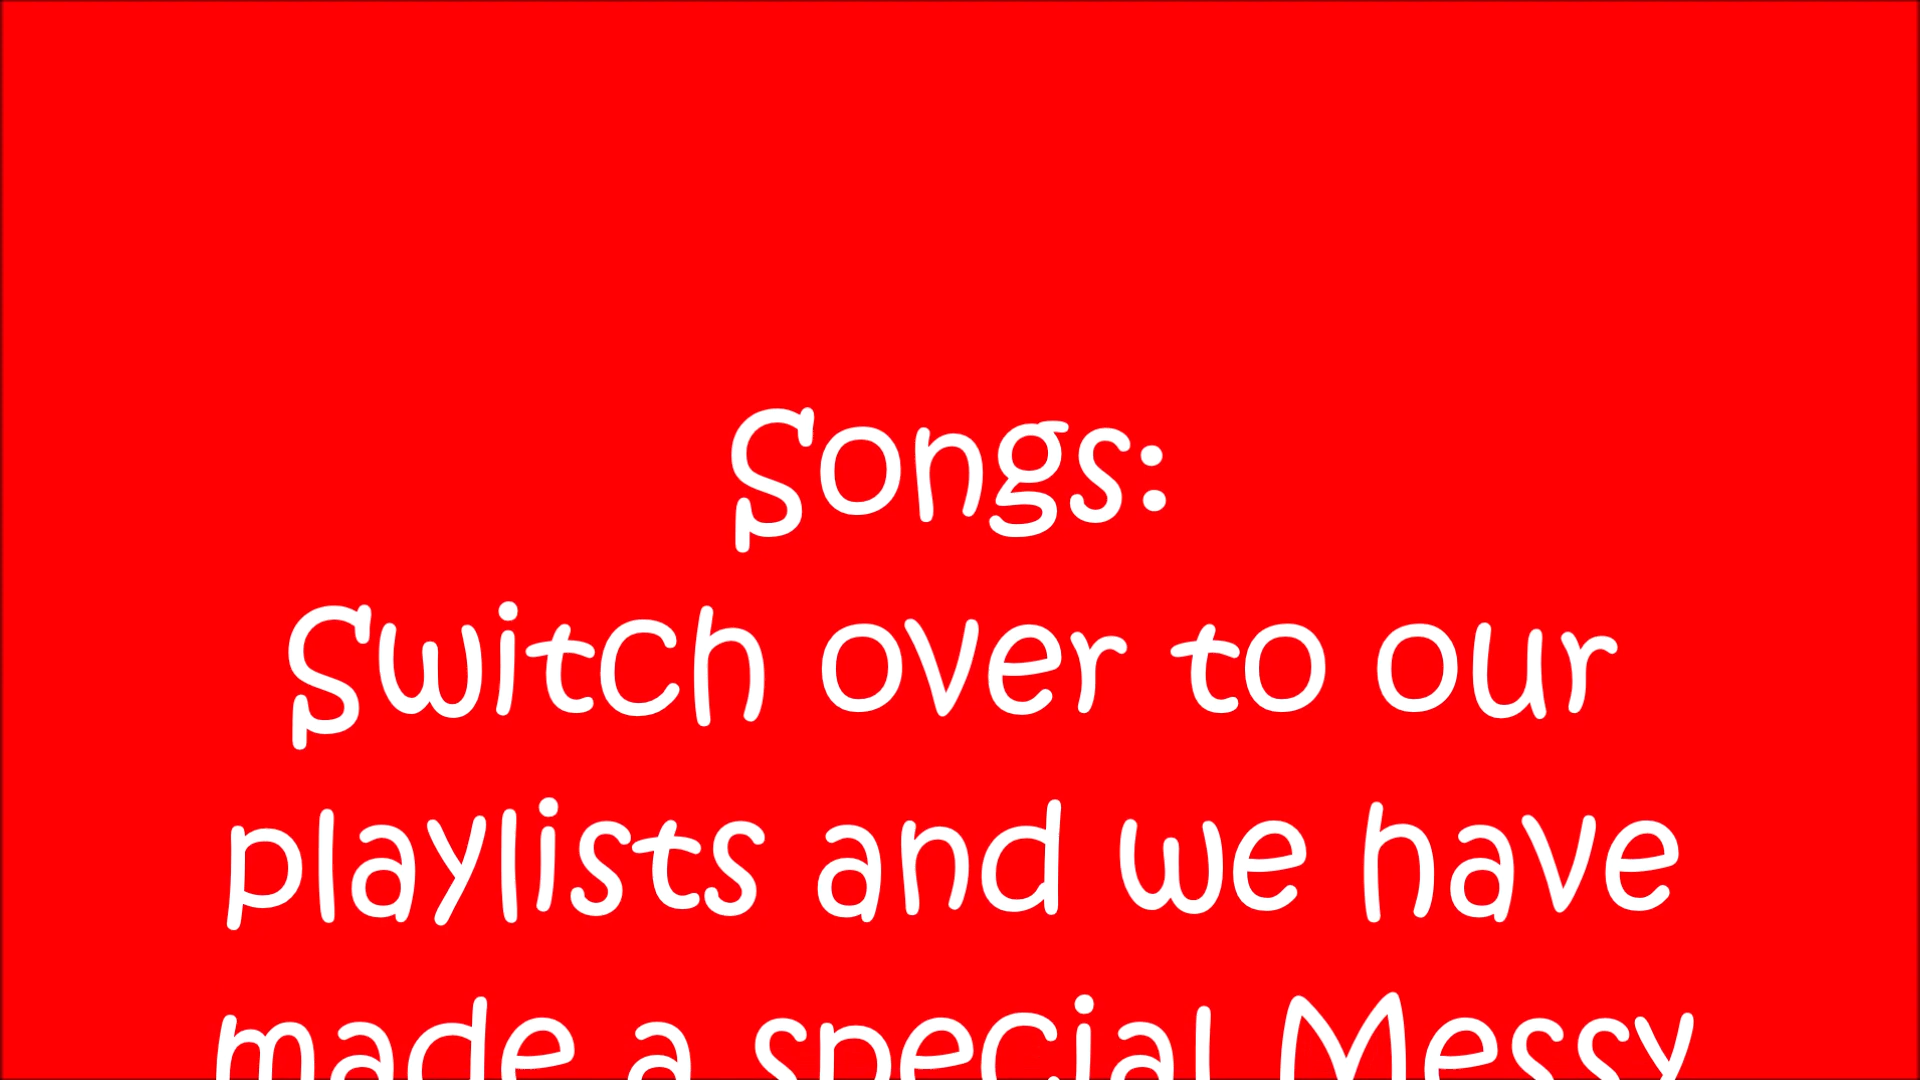 Songs:
Switch over to our
playlists and we have
made a special Messy